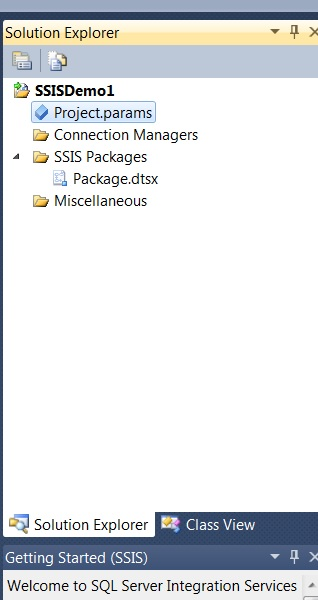 Solution Explorer
SSISDemo1
Project.params
Connection Managers
SSIS Packages
Package.dtsx
Miscellaneous
Solution Explorer Class View
Getting Started (SSIS)
Welcome to SQL Server Integration Services